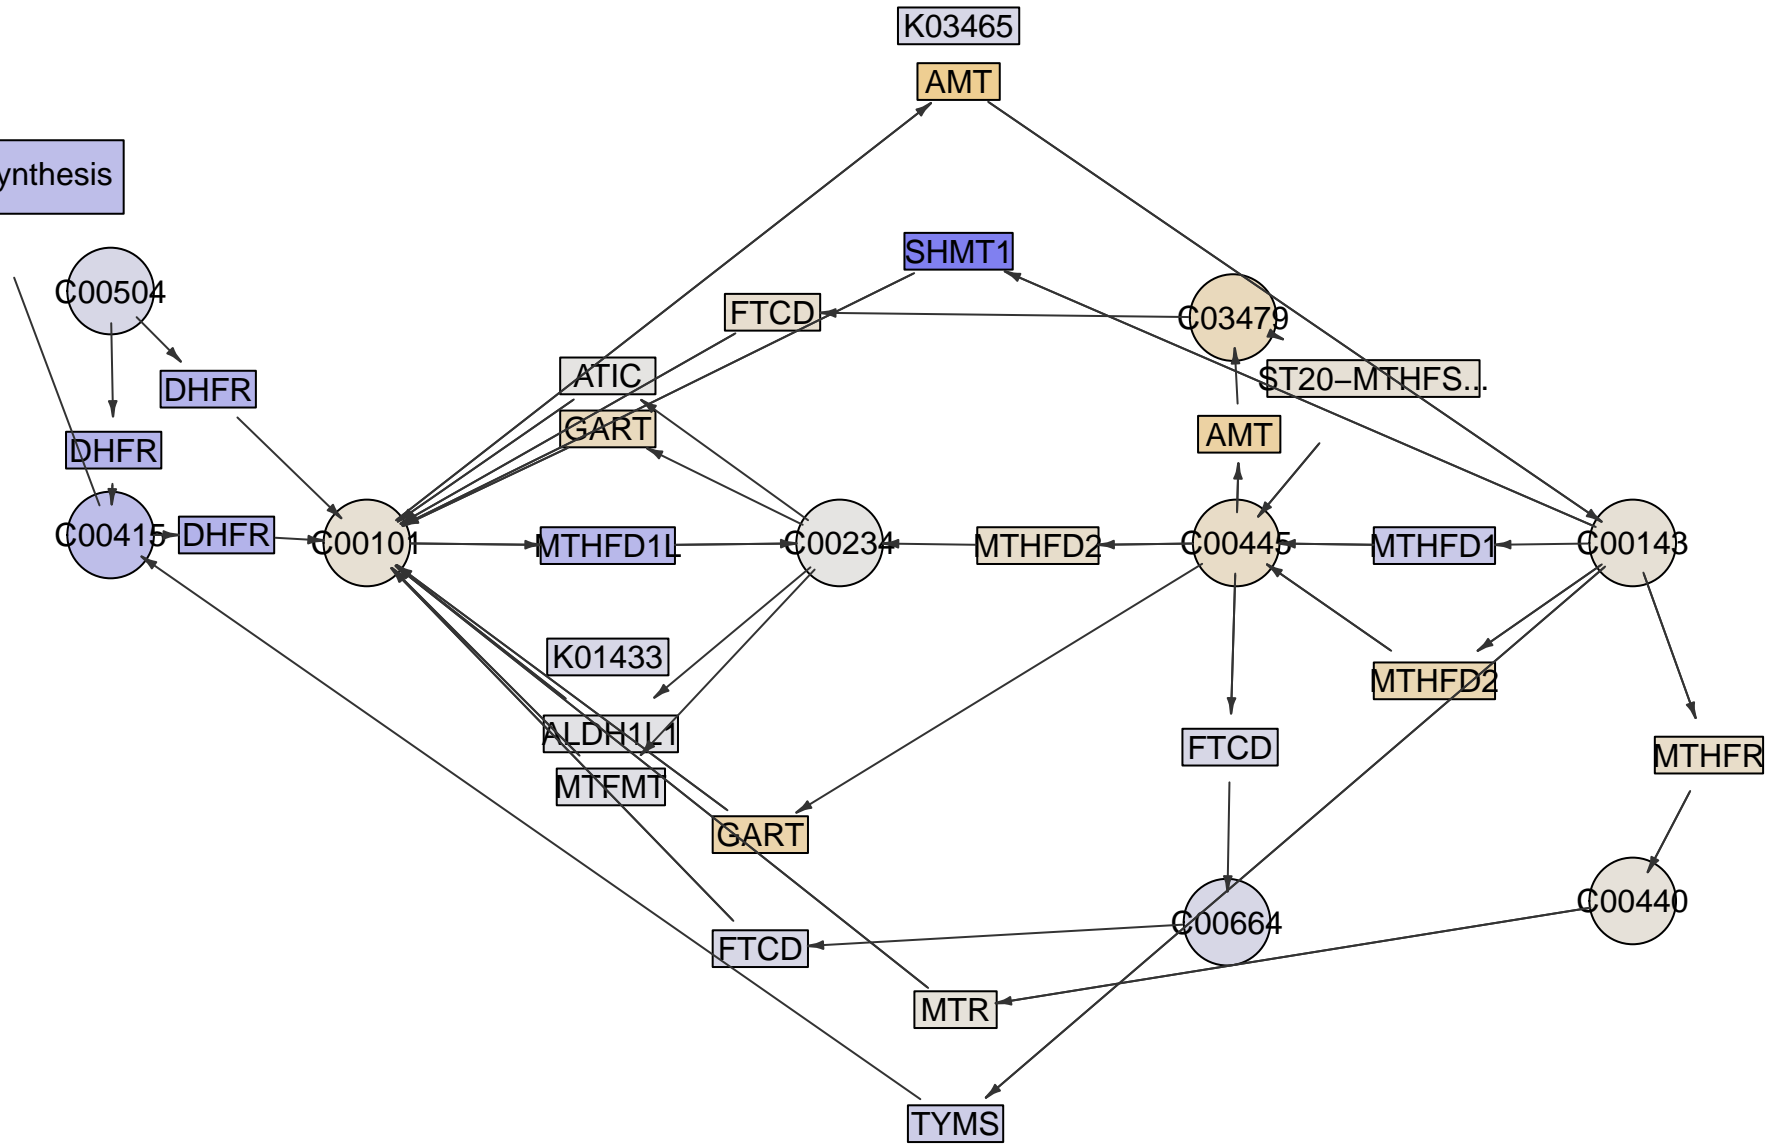 K03465
AMT
ynthesis
SHMT1
C00504
FTCD
C03479
ATIC
ST20−MTHFS...
DHFR
GART
AMT
DHFR
C00415
DHFR
C00101
MTHFD1L
C00234
MTHFD2
C00445
MTHFD1
C00143
K01433
MTHFD2
ALDH1L1
FTCD
MTHFR
MTFMT
GART
C00440
C00664
FTCD
MTR
TYMS